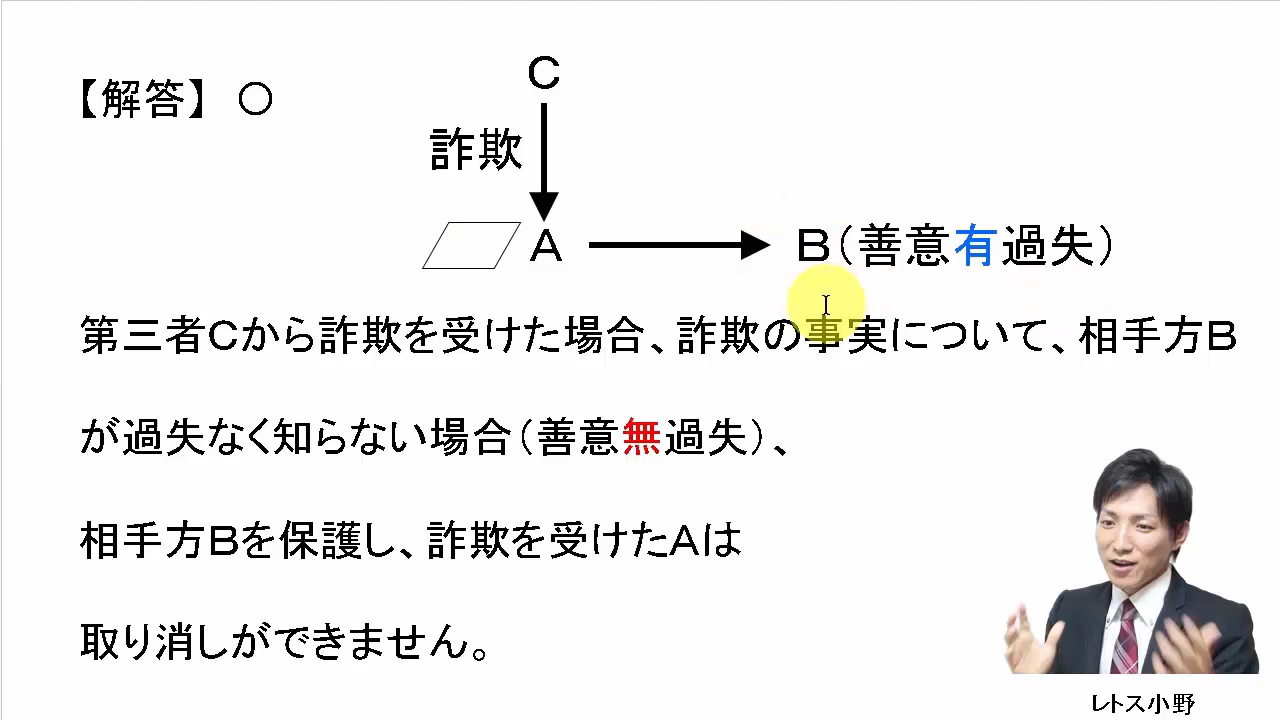 【解答】 ○
C
詐欺
A
B(善意有過失)
第三者Cから詐欺を受けた場合、詐欺の事実について、相手方B
が過失なく知らない場合(善意無過失)、
相手方Bを保護し、詐欺を受けたAは
取り消しができません。
レトス小野